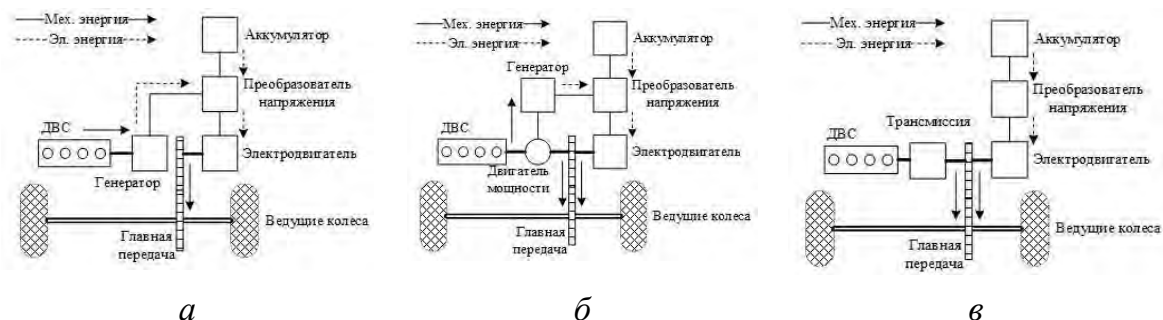 Мех. энергия
Эл. энергия
Аккумулятор
Преобразователь
напряжения
ДВС
Генератор
Электродвигатель
Ведущие колеса
Главная
передача
а
Мех. энергия
Эл. энергия
Аккумулятор
Генератор
Преобразователь
напряжения
ДВС
Двигатель
мощности
Электродвигатель
Ведущие колеса
Главная
передача
б
Мех. энергия
Эл. энергия
Аккумулятор
Преобразователь
напряжения
Трансмиссия
ДВС
Электродвигатель
Ведущие колеса
Главная
передача
в